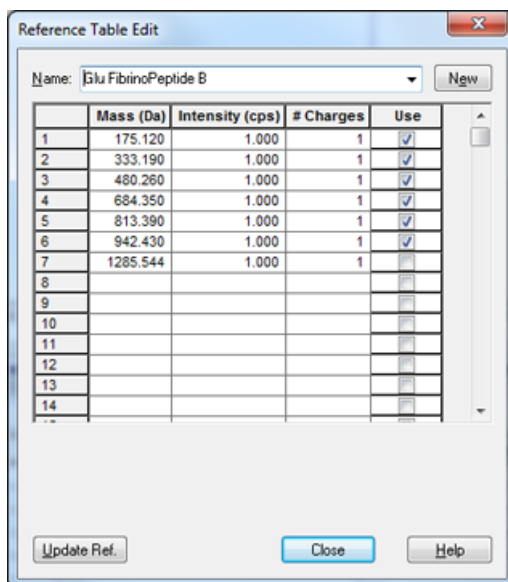 Reference Table Edit
Name: Glu FibrinoPeptide B New
Mass (Da) Intensity (cps) # Charges Use
1 175.120 1.000 1
2 333.190 1.000 1
3 480.260 1.000 1
4 684.350 1.000 1
5 813.390 1.000 1
6 942.430 1.000 1
7 1285.544 1.000 1
8
9
10
11
12
13
14
Update Ref. Close Help